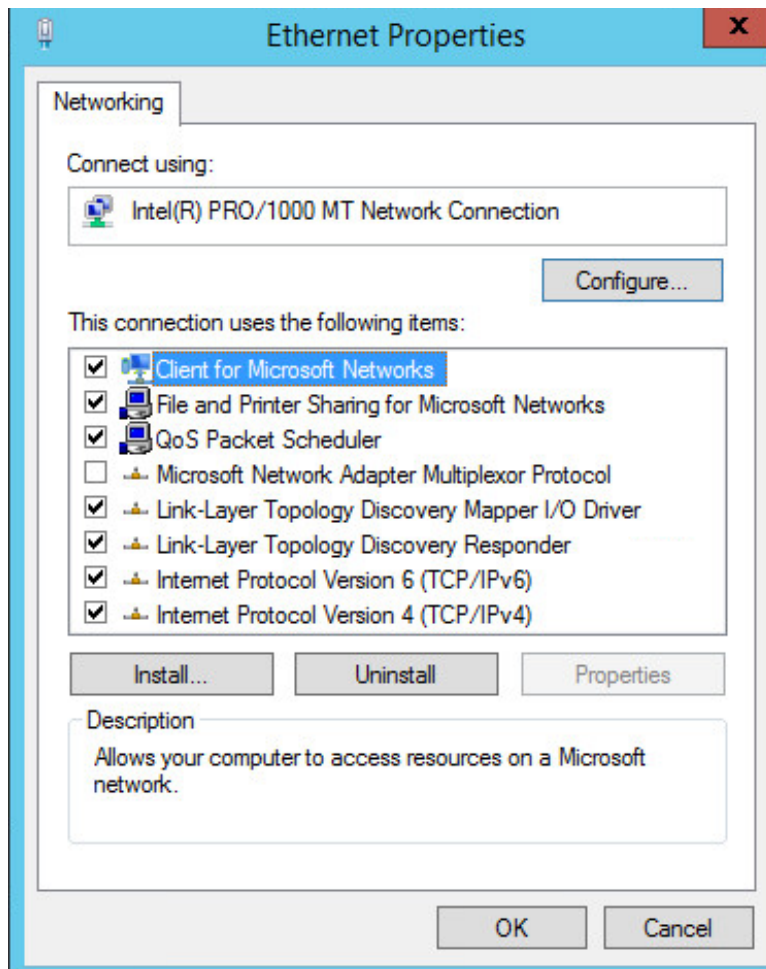 Ethernet Properties
x
Networking
Connect using:
Intel(R) PRO/1000 MT Network Connection
Configure...
This connection uses the following items:
Client for Microsoft Networks
File and Printer Sharing for Microsoft Networks
QoS Packet Scheduler
Microsoft Network Adapter Multiplexor Protocol
Link-Layer Topology Discovery Mapper I/O Driver
Link-Layer Topology Discovery Responder
Internet Protocol Version 6 (TCP/IPv6)
Internet Protocol Version 4 (TCP/IPv4)
Install... Uninstall Properties
Description
Allows your computer to access resources on a Microsoft
network.
OK Cancel